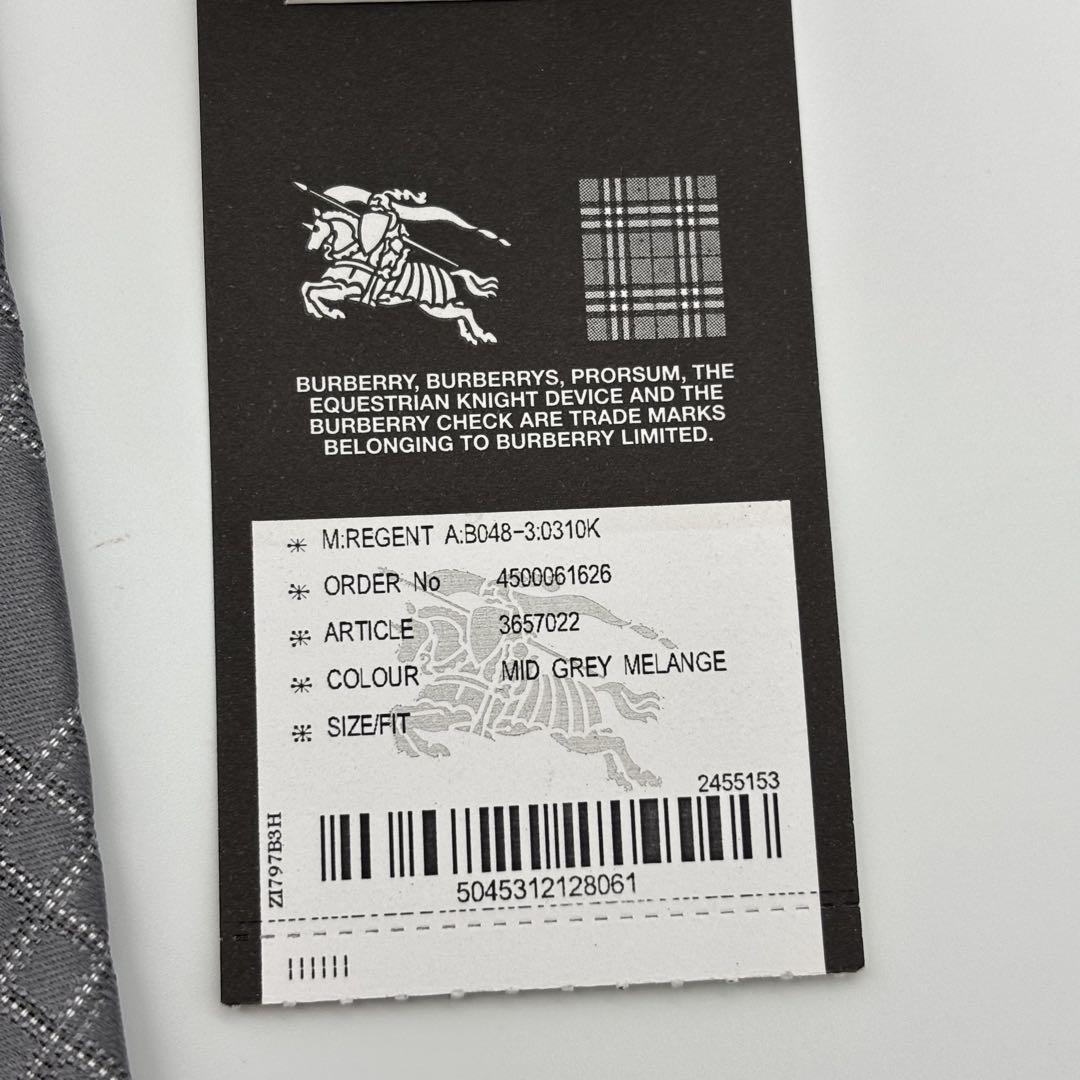 BURBERRY, BURBERRYS, PRORSUM, THE
EQUESTRIAN KNIGHT DEVICE AND THE
BURBERRY CHECK ARE TRADE MARKS
BELONGING TO BURBERRY LIMITED.
M:REGENT A:B048-3:0310K
ORDER No 4500061626
ARTICLE 3657022
COLOUR MID GREY MELANGE
SIZE/FIT
2455153
ZI797B3H
5045312128061